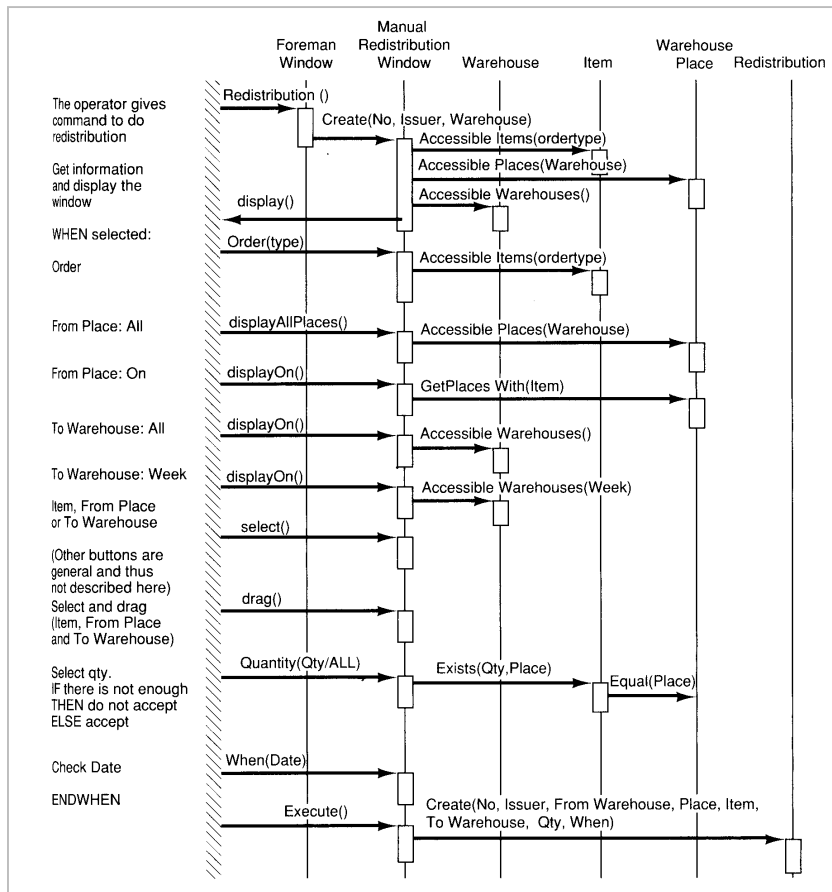 Foreman
Window
Manual
Redistribution
Window
Warehouse
Item
Warehouse
Place
Redistribution
The operator gives
command to do
redistribution
Redistribution ()
Create(No, Issuer, Warehouse)
Accessible Items(ordertype)
Get information
and display the
window
Accessible Places(Warehouse)
Accessible Warehouses()
display()
WHEN selected:
Order
Order(type)
Accessible Items(ordertype)
From Place: All
displayAllPlaces()
Accessible Places(Warehouse)
From Place: On
displayOn()
GetPlaces With(Item)
To Warehouse: All
displayOn()
Accessible Warehouses()
To Warehouse: Week
displayOn()
Accessible Warehouses(Week)
Item, From Place
or To Warehouse
select()
(Other buttons are
general and thus
not described here)
Select and drag
(Item, From Place
and To Warehouse)
drag()
Select qty.
IF there is not enough
THEN do not accept
ELSE accept
Quantity(Qty/ALL)
Exists(Qty,Place)
Equal(Place)
Check Date
When(Date)
ENDWHEN
Execute()
Create(No, Issuer, From Warehouse, Place, Item,
To Warehouse, Qty, When)